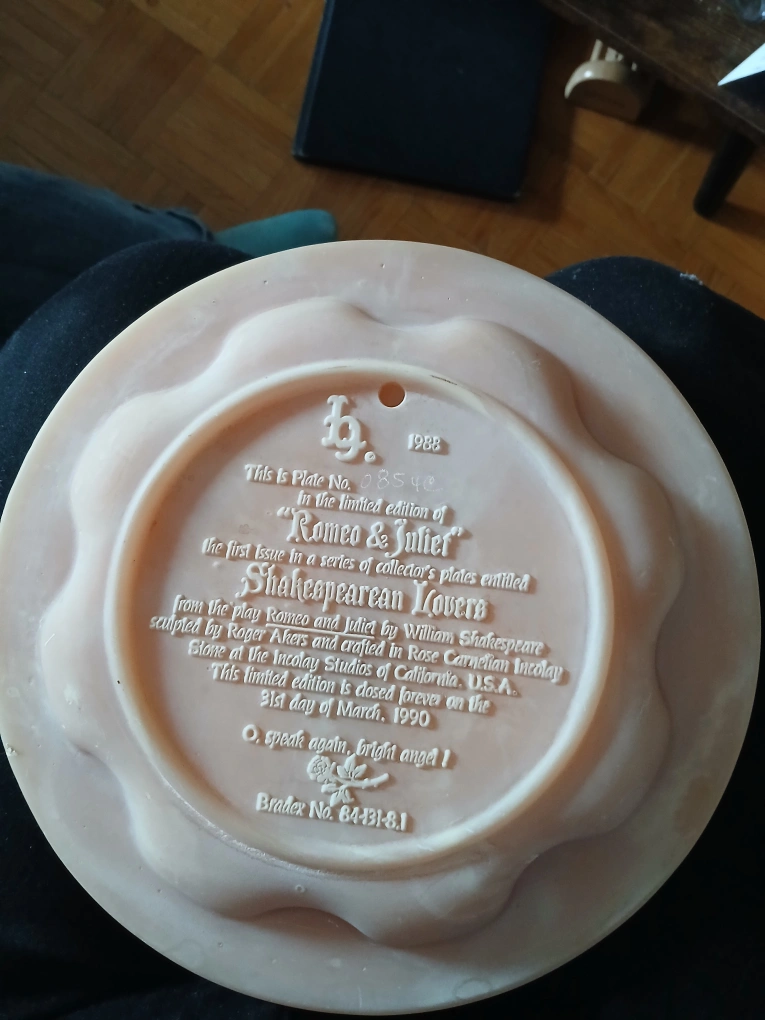 1988
This is Plate No.
in the limited edition of
"Romeo & Juliet"
the first issue in a series of collector's plates entitled
Shakespearean Lovers
from the play Romeo and Juliet by William Shakespeare
sculpted by Roger Akers and crafted in Rose Carnelian Incolay
Stone at the Incolay Studios of California, U.S.A.
This limited edition is closed forever on the
31st day of March, 1990
O, speak again, bright angel!
Bradex No. 84-I31-8.1